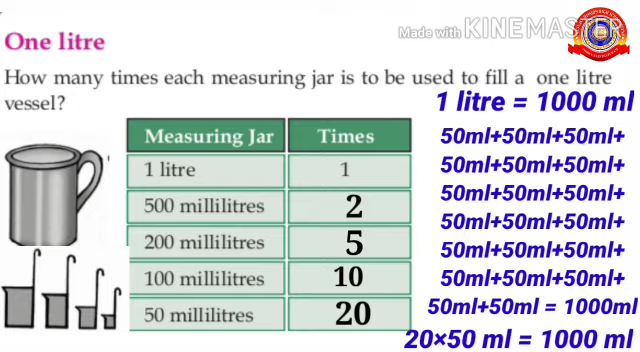 Made with KINEMASTER
One litre
How many times each measuring jar is to be used to fill a one litre
vessel?
1 litre = 1000 ml
Measuring Jar Times
1 litre 1
500 millilitres 2
200 millilitres 5
100 millilitres 10
50 millilitres 20
50ml+50ml+50ml+
50ml+50ml+50ml+
50ml+50ml+50ml+
50ml+50ml+50ml+
50ml+50ml+50ml+
50ml+50ml+50ml+
50ml+50ml = 1000ml
20×50 ml = 1000 ml